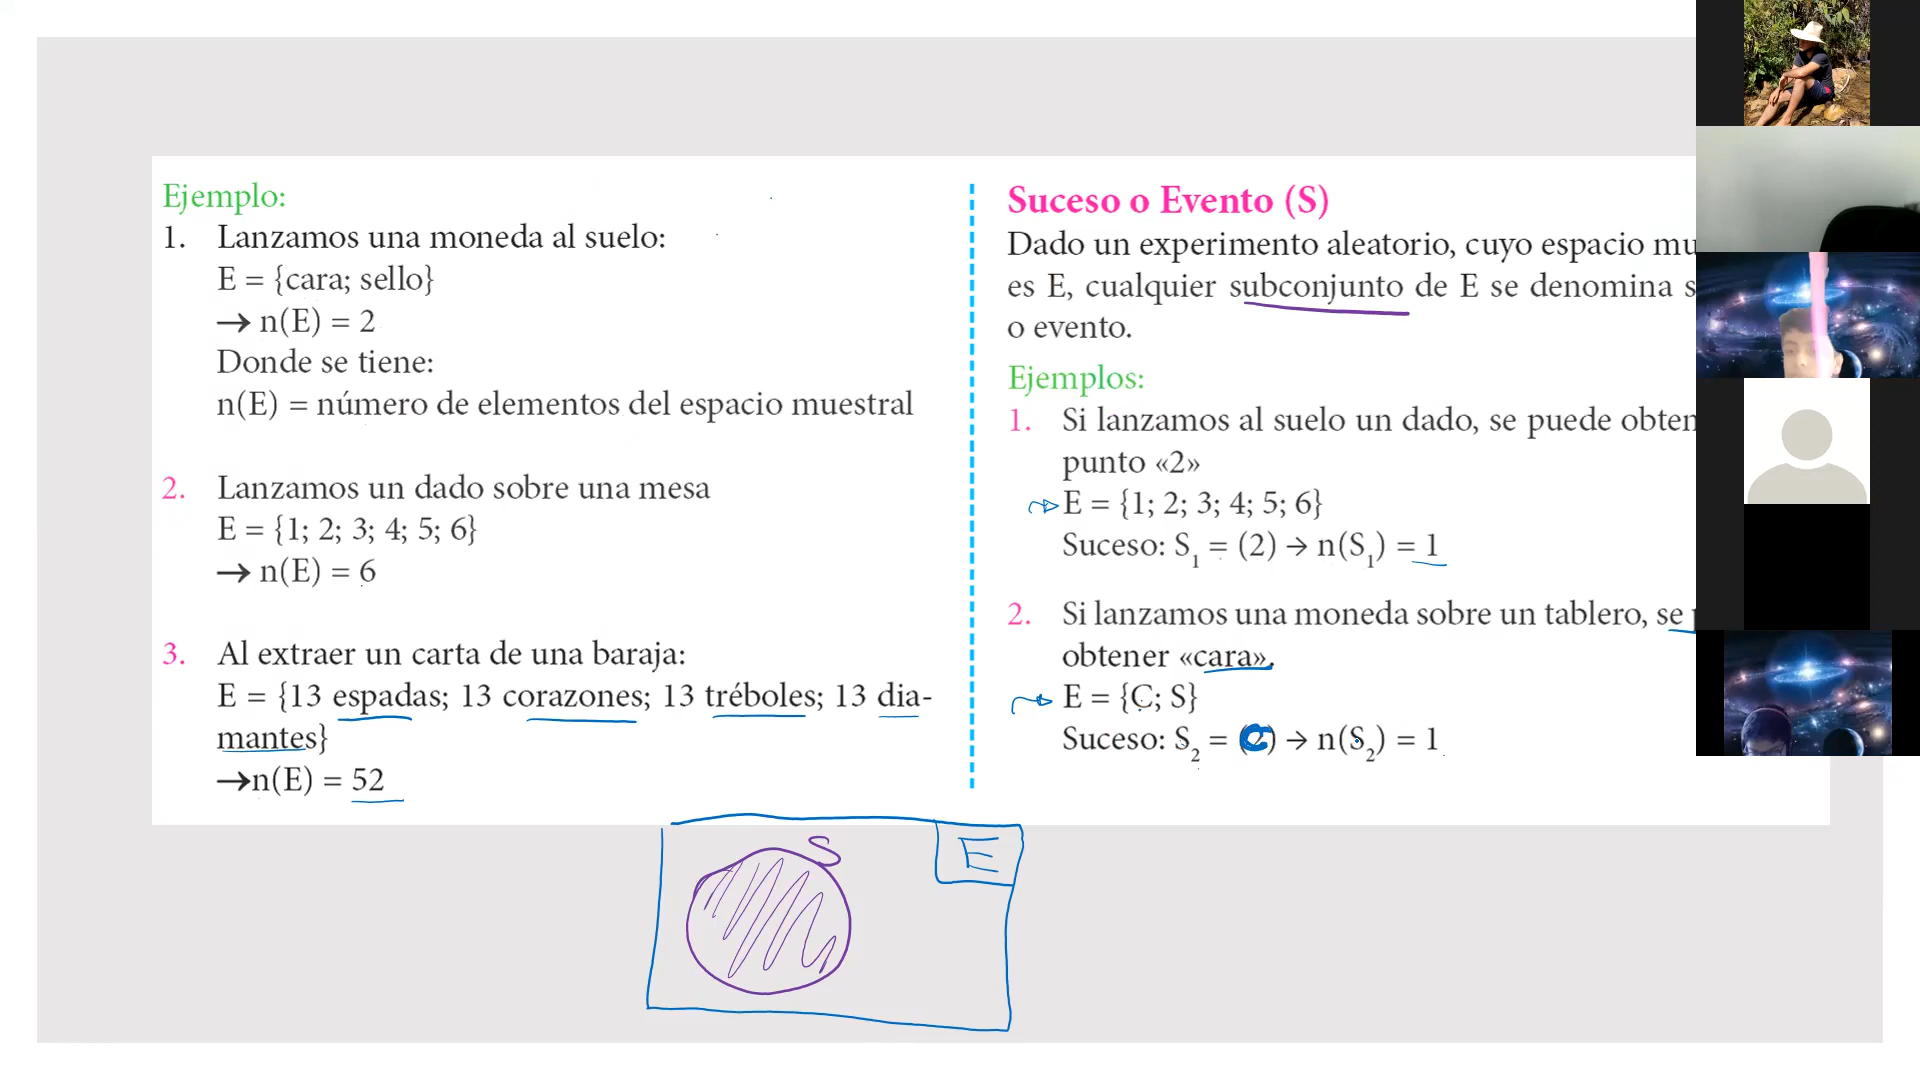 Ejemplo:
1. Lanzamos una moneda al suelo:
E = {cara; sello}
→ n(E) = 2
Donde se tiene:
n(E) = número de elementos del espacio muestral
2. Lanzamos un dado sobre una mesa
E = {1; 2; 3; 4; 5; 6}
→ n(E) = 6
3. Al extraer un carta de una baraja:
E = {13 espadas; 13 corazones; 13 tréboles; 13 dia-
mantes}
→n(E) = 52
Suceso o Evento (S)
Dado un experimento aleatorio, cuyo espacio mu
es E, cualquier subconjunto de E se denomina s
o evento.
Ejemplos:
1. Si lanzamos al suelo un dado, se puede obten
punto «2»
E = {1; 2; 3; 4; 5; 6}
Suceso: S₁ = (2) → n(S₁) = 1
2. Si lanzamos una moneda sobre un tablero, se
obtener «cara».
E = {C; S}
Suceso: S₂ = (C) → n(S₂) = 1
S
E